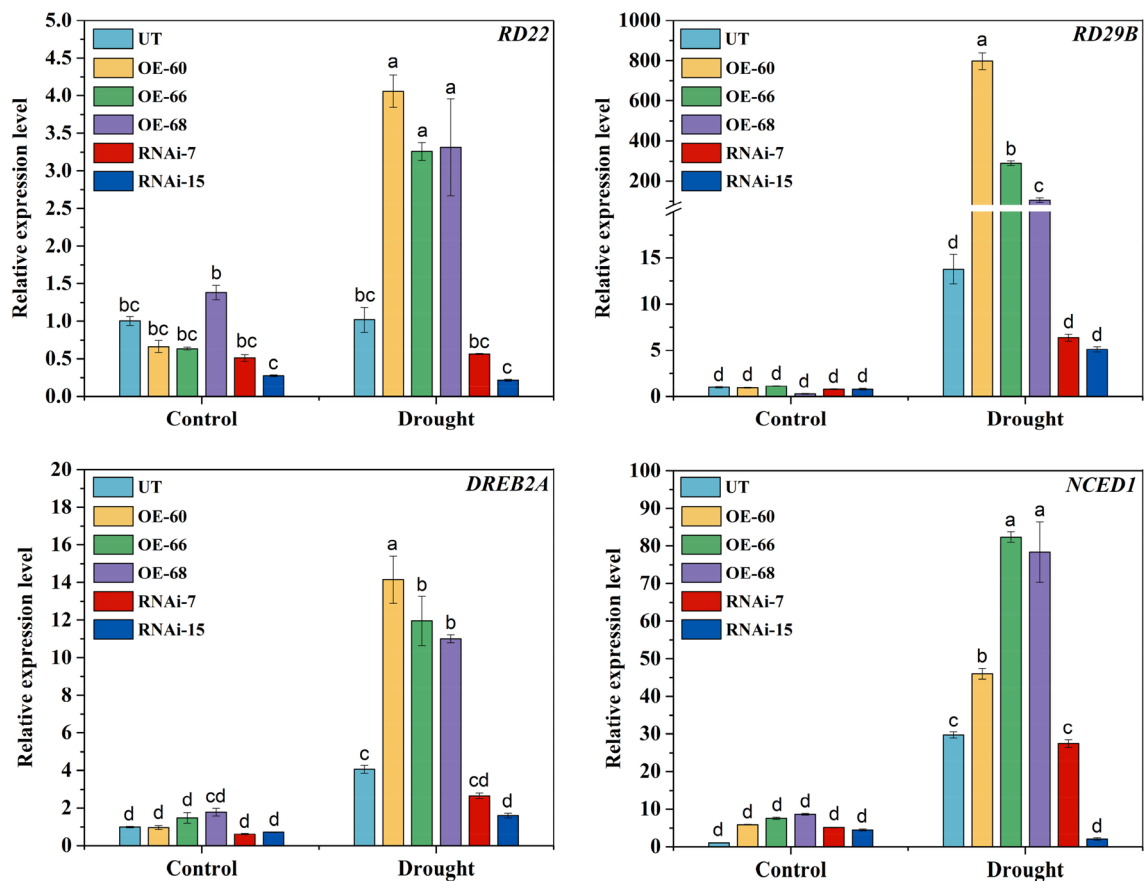 RD22
Relative expression level
5.0
4.5
4.0
3.5
3.0
2.5
2.0
1.5
1.0
0.5
0.0
UT
OE-60
OE-66
OE-68
RNAi-7
RNAi-15
bc bc bc b bc c
bc a a a bc c
Control Drought
RD29B
Relative expression level
1000
800
600
400
200
15
10
5
0
UT
OE-60
OE-66
OE-68
RNAi-7
RNAi-15
d d d d d d
d a b c d d
Control Drought
DREB2A
Relative expression level
20
18
16
14
12
10
8
6
4
2
0
UT
OE-60
OE-66
OE-68
RNAi-7
RNAi-15
d d d cd d d
c a b b cd d
Control Drought
NCED1
Relative expression level
100
90
80
70
60
50
40
30
20
10
0
UT
OE-60
OE-66
OE-68
RNAi-7
RNAi-15
d d d d d d
c b a a c d
Control Drought